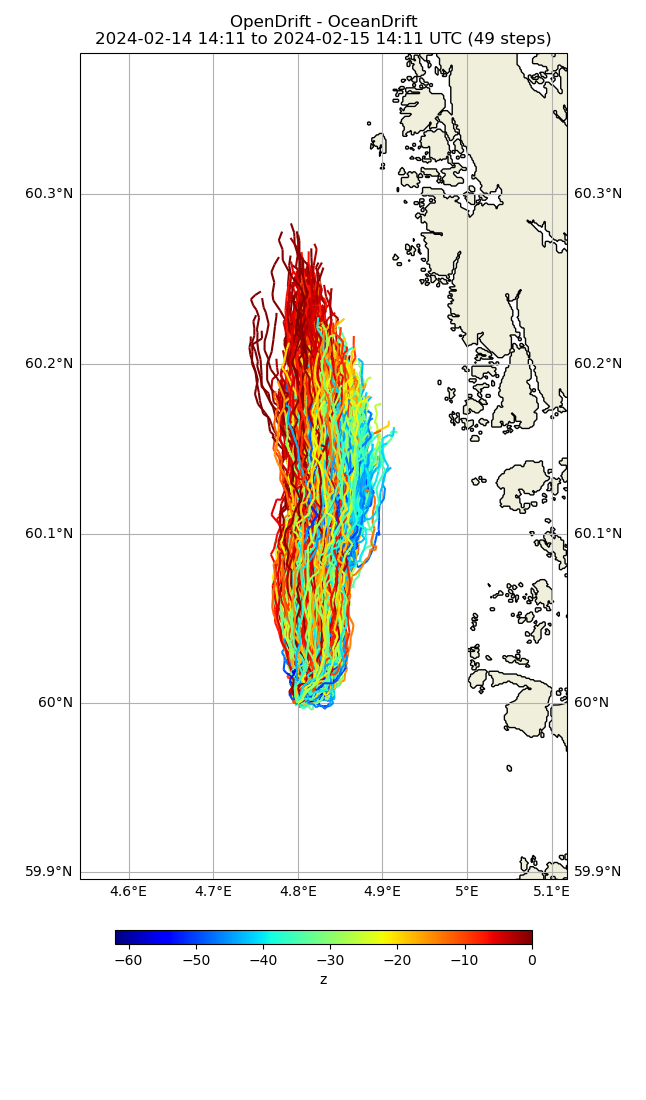 OpenDrift - OceanDrift
2024-02-14 14:11 to 2024-02-15 14:11 UTC (49 steps)
60.3°N 60.3°N
60.2°N 60.2°N
60.1°N 60.1°N
60°N 60°N
59.9°N 59.9°N
4.6°E 4.7°E 4.8°E 4.9°E 5°E 5.1°E
−60 −50 −40 −30 −20 −10 0
z